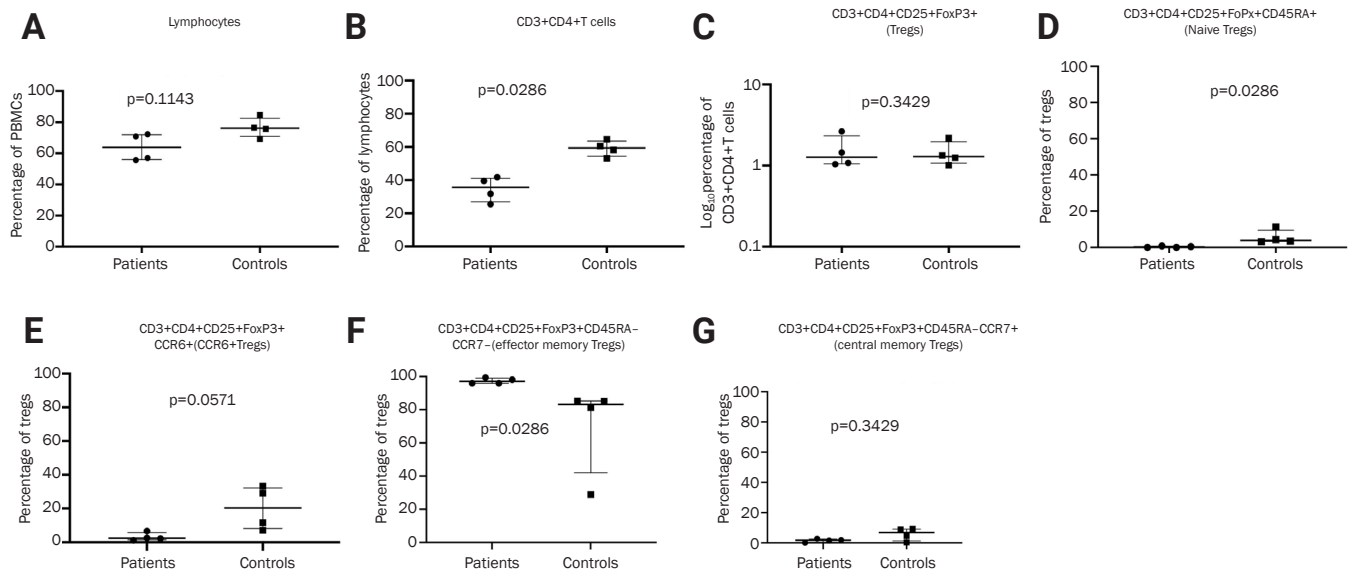 A
Lymphocytes
Percentage of PBMCs
100
80
60
40
20
0
p=0.1143
Patients
Controls
B
CD3+CD4+T cells
Percentage of lymphocytes
100
80
60
40
20
0
p=0.0286
Patients
Controls
C
CD3+CD4+CD25+FoxP3+
(Tregs)
Log₁₀percentage of
CD3+CD4+T cells
10
1
0.1
p=0.3429
Patients
Controls
D
CD3+CD4+CD25+FoPx+CD45RA+
(Naive Tregs)
Percentage of tregs
100
80
60
40
20
0
p=0.0286
Patients
Controls
E
CD3+CD4+CD25+FoxP3+
CCR6+(CCR6+Tregs)
Percentage of tregs
100
80
60
40
20
0
p=0.0571
Patients
Controls
F
CD3+CD4+CD25+FoxP3+CD45RA–
CCR7–(effector memory Tregs)
Percentage of tregs
100
80
60
40
20
0
p=0.0286
Patients
Controls
G
CD3+CD4+CD25+FoxP3+CD45RA–CCR7+
(central memory Tregs)
Percentage of tregs
100
80
60
40
20
0
p=0.3429
Patients
Controls